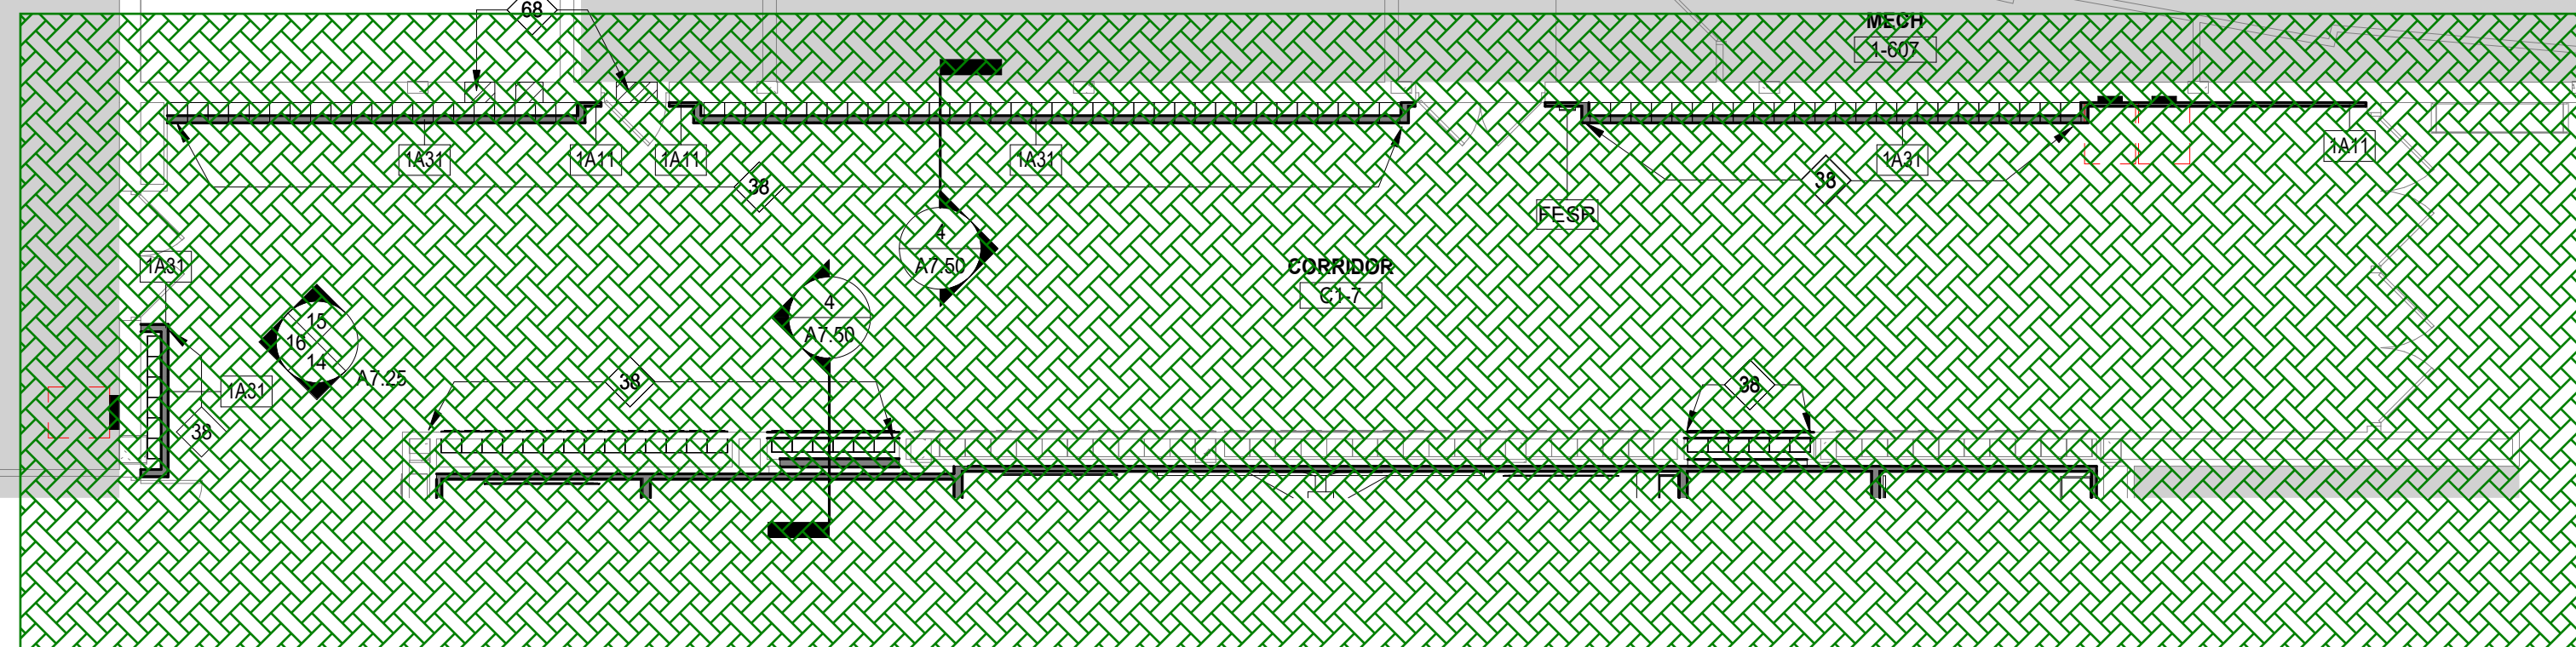 68
MECH
1-607
1A31
1A11
1A11
1A31
1A31
1A11
38
38
FESR
4
A7.50
1A31
CORRIDOR
C1-7
4
A7.50
15
16
14
A7.25
1A31
38
38
38